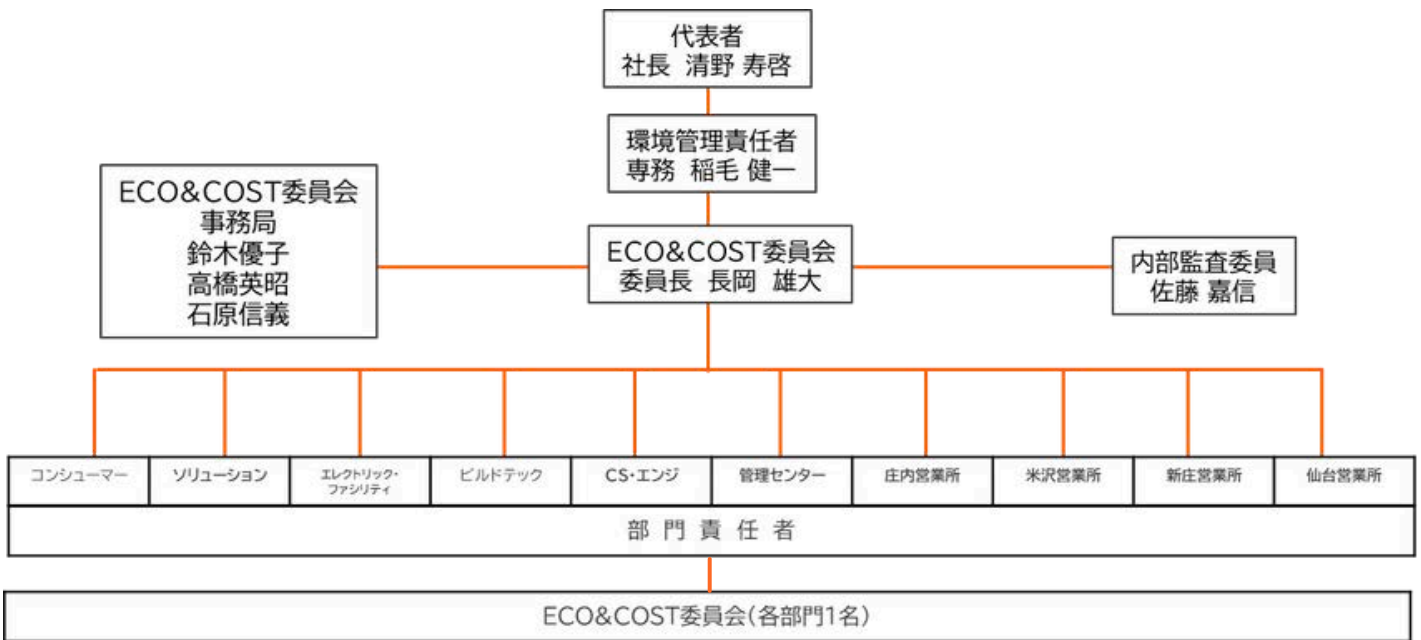 代表者
社長 清野 寿啓
環境管理責任者
専務 稲毛 健一
ECO&COST委員会
事務局
鈴木優子
高橋英昭
石原信義
ECO&COST委員会
委員長 長岡 雄大
内部監査委員
佐藤 嘉信
コンシューマー
ソリューション
エレクトリック・
ファシリティ
ビルドテック
CS・エンジ
管理センター
庄内営業所
米沢営業所
新庄営業所
仙台営業所
部 門 責 任 者
ECO&COST委員会(各部門1名)